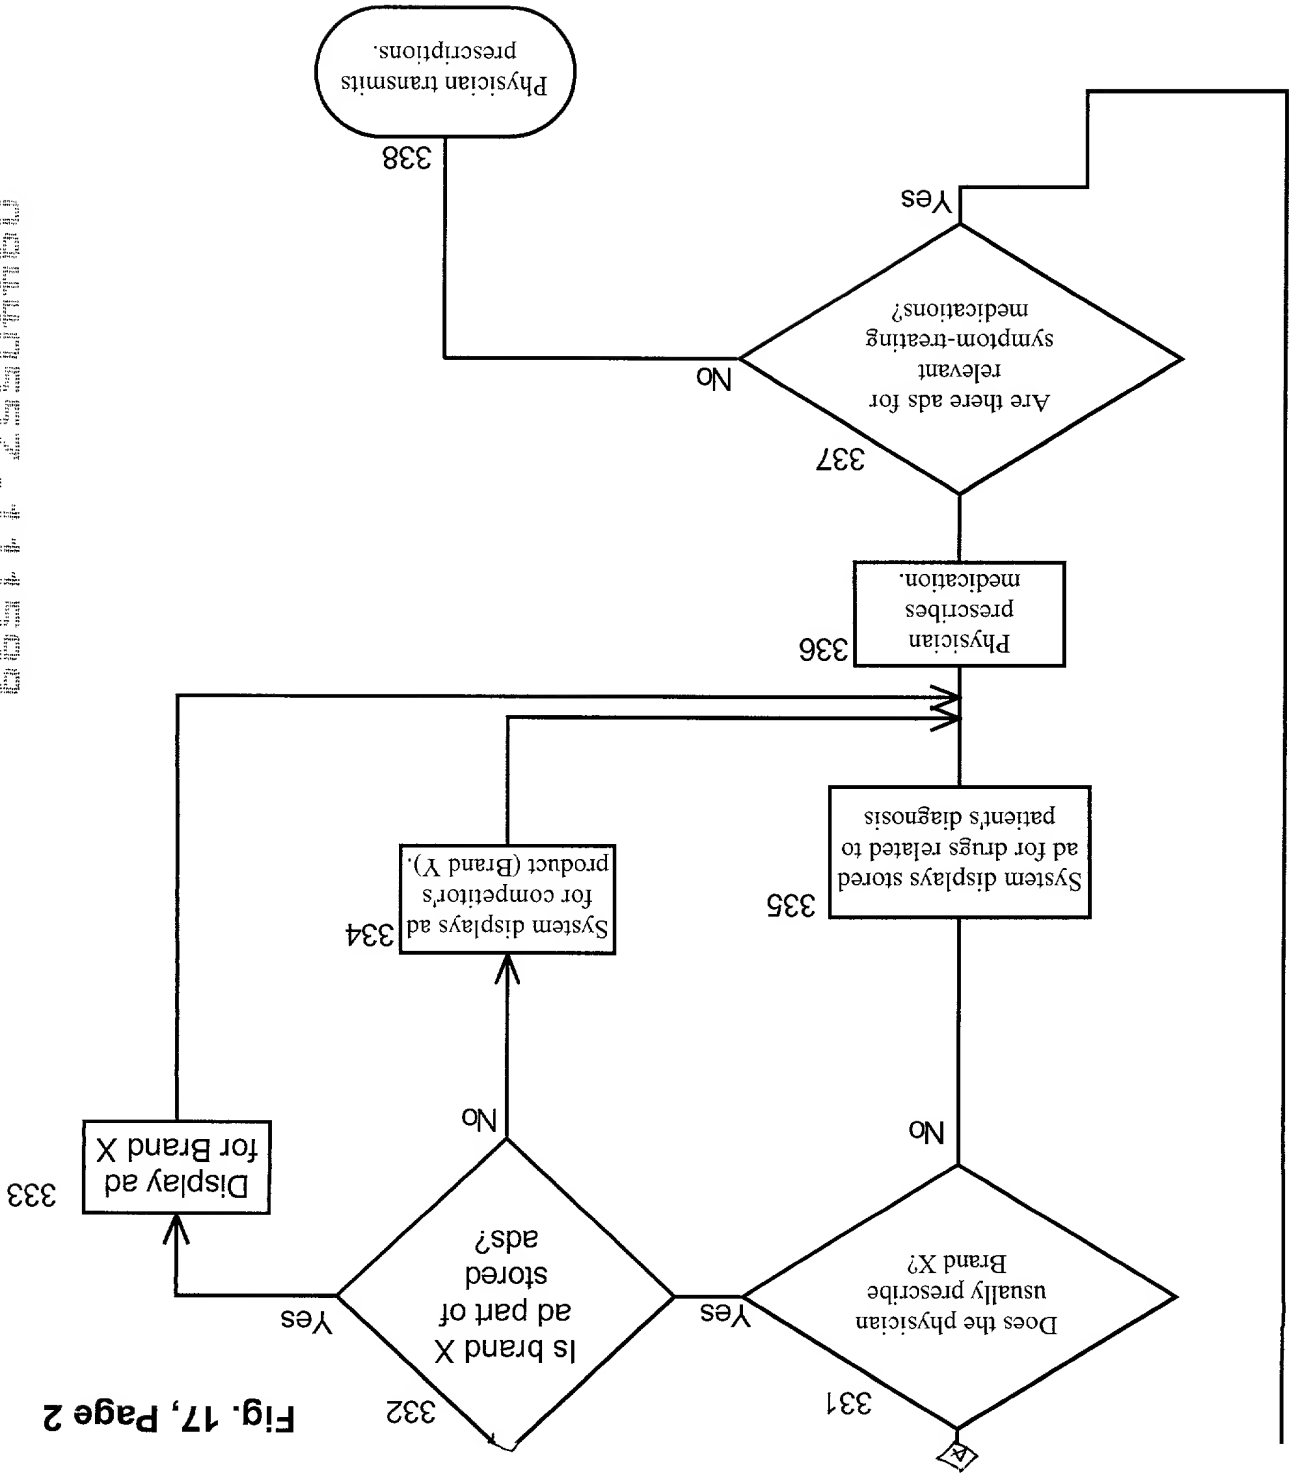 Fig. 17, Page 2
A
331
Does the physician
usually prescribe
Brand X?
Yes
No
332
Is brand X
ad part of
stored
ads?
Yes
No
333
Display ad
for Brand X
334
System displays ad
for competitor's
product (Brand Y).
335
System displays stored
ad for drugs related to
patient's diagnosis
336
Physician
prescribes
medication.
337
Are there ads for
relevant
symptom-treating
medications?
No
Yes
338
Physician transmits
prescriptions.